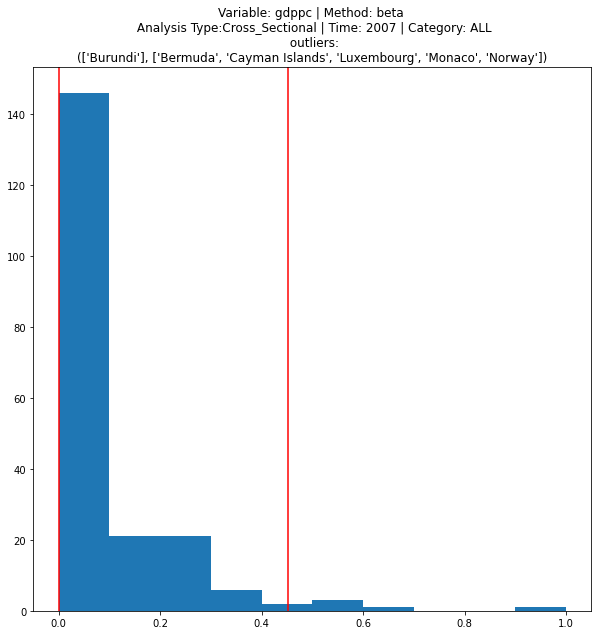 Variable: gdppc | Method: beta
Analysis Type:Cross_Sectional | Time: 2007 | Category: ALL
outliers:
(['Burundi'], ['Bermuda', 'Cayman Islands', 'Luxembourg', 'Monaco', 'Norway'])
140
120
100
80
60
40
20
0
0.0 0.2 0.4 0.6 0.8 1.0